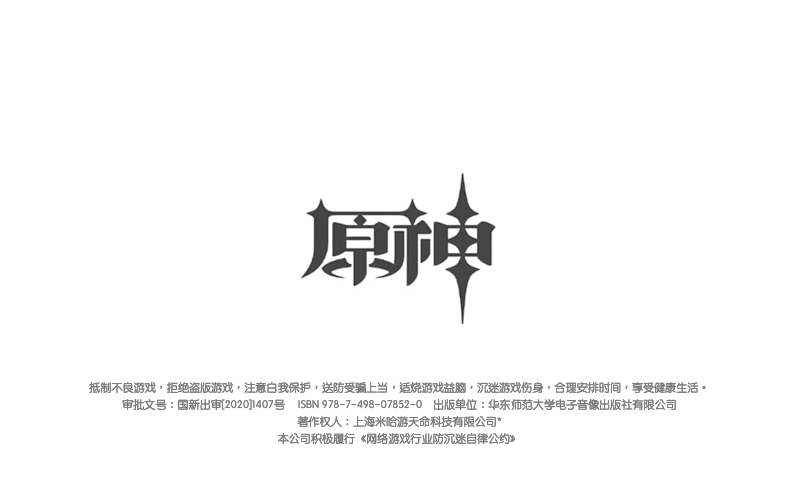 原神
抵制不良游戏，拒绝盗版游戏，注意白我保护，送防受骗上当，适烧游戏益脑，沉迷游戏伤身，合理安排时间，享受健康生活。
审批文号：国新出审[2020]1407号 ISBN 978-7-498-07852-0 出版单位：华东师范大学电子音像出版社有限公司
著作权人：上海米哈游天命科技有限公司*
本公司积极履行《网络游戏行业防沉迷自律公约》